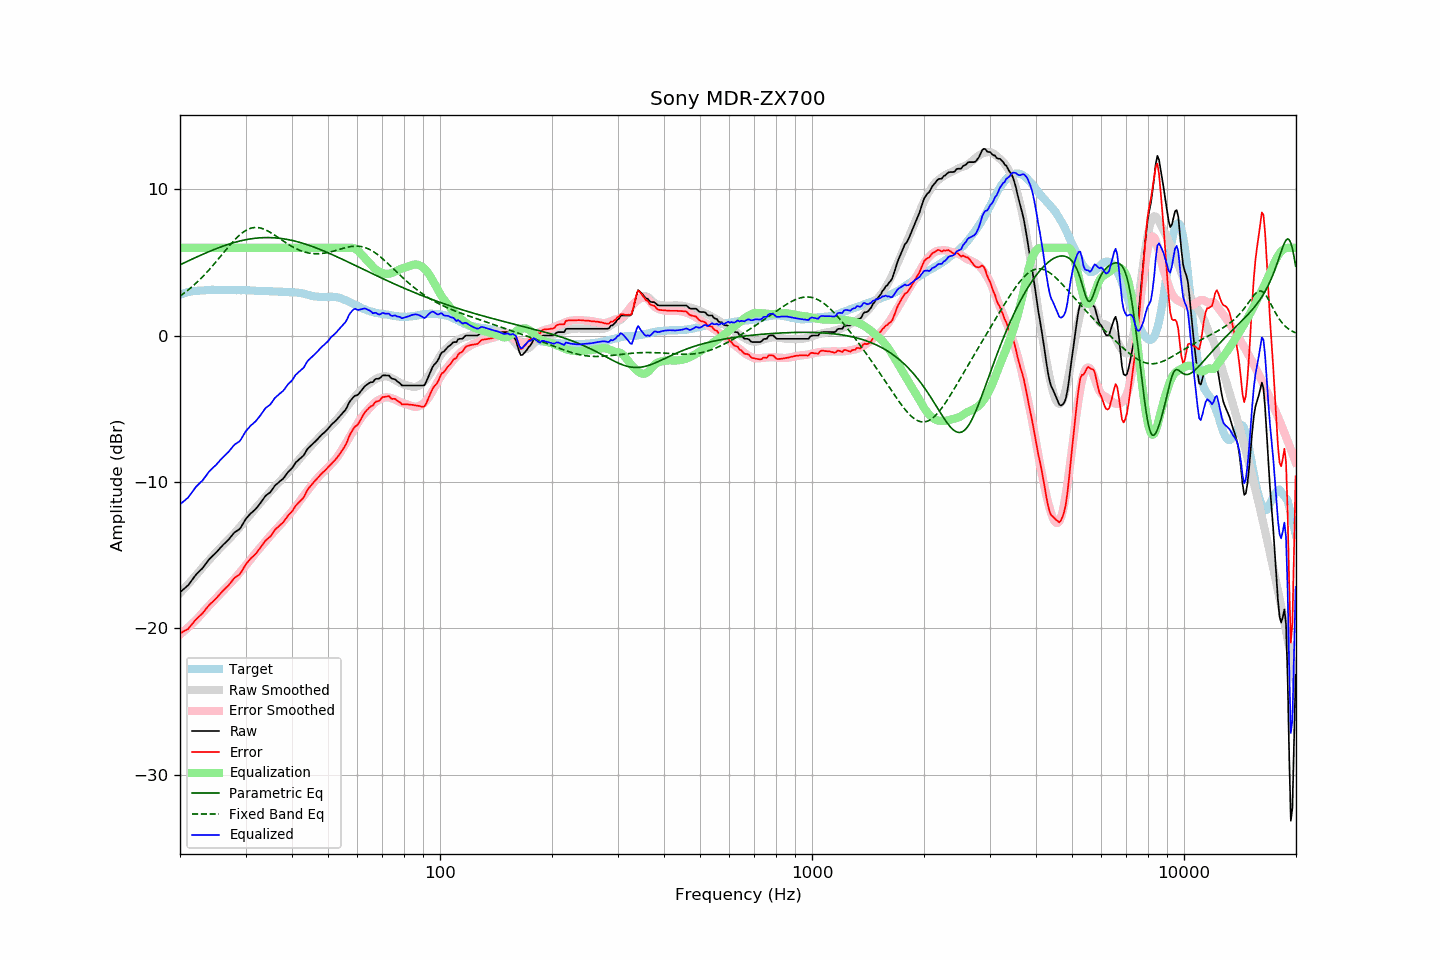 Sony MDR-ZX700
Amplitude (dBr)
10
0
−10
−20
−30
Target
Raw Smoothed
Error Smoothed
Raw
Error
Equalization
Parametric Eq
Fixed Band Eq
Equalized
100
1000
10000
Frequency (Hz)